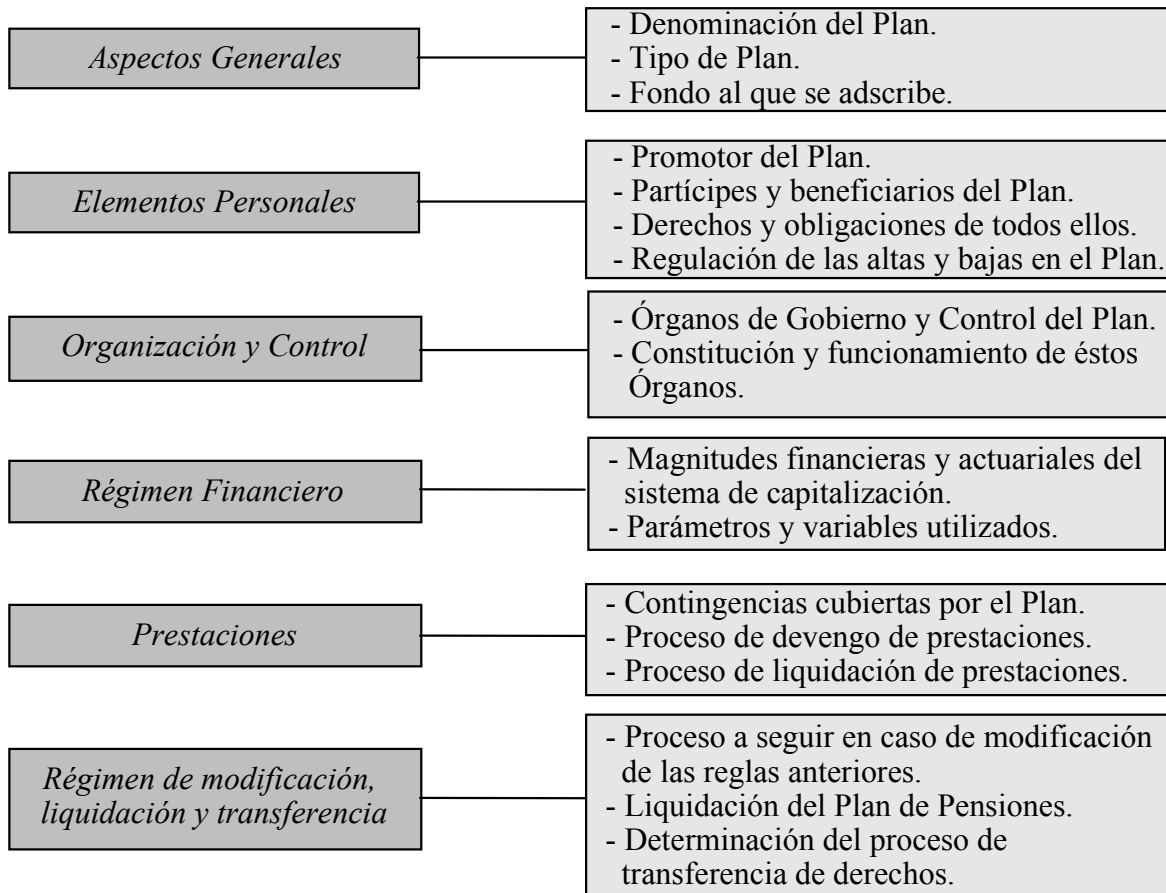 Aspectos Generales
- Denominación del Plan.
- Tipo de Plan.
- Fondo al que se adscribe.
Elementos Personales
- Promotor del Plan.
- Partícipes y beneficiarios del Plan.
- Derechos y obligaciones de todos ellos.
- Regulación de las altas y bajas en el Plan.
Organización y Control
- Órganos de Gobierno y Control del Plan.
- Constitución y funcionamiento de éstos
Órganos.
Régimen Financiero
- Magnitudes financieras y actuariales del
sistema de capitalización.
- Parámetros y variables utilizados.
Prestaciones
- Contingencias cubiertas por el Plan.
- Proceso de devengo de prestaciones.
- Proceso de liquidación de prestaciones.
Régimen de modificación,
liquidación y transferencia
- Proceso a seguir en caso de modificación
de las reglas anteriores.
- Liquidación del Plan de Pensiones.
- Determinación del proceso de
transferencia de derechos.